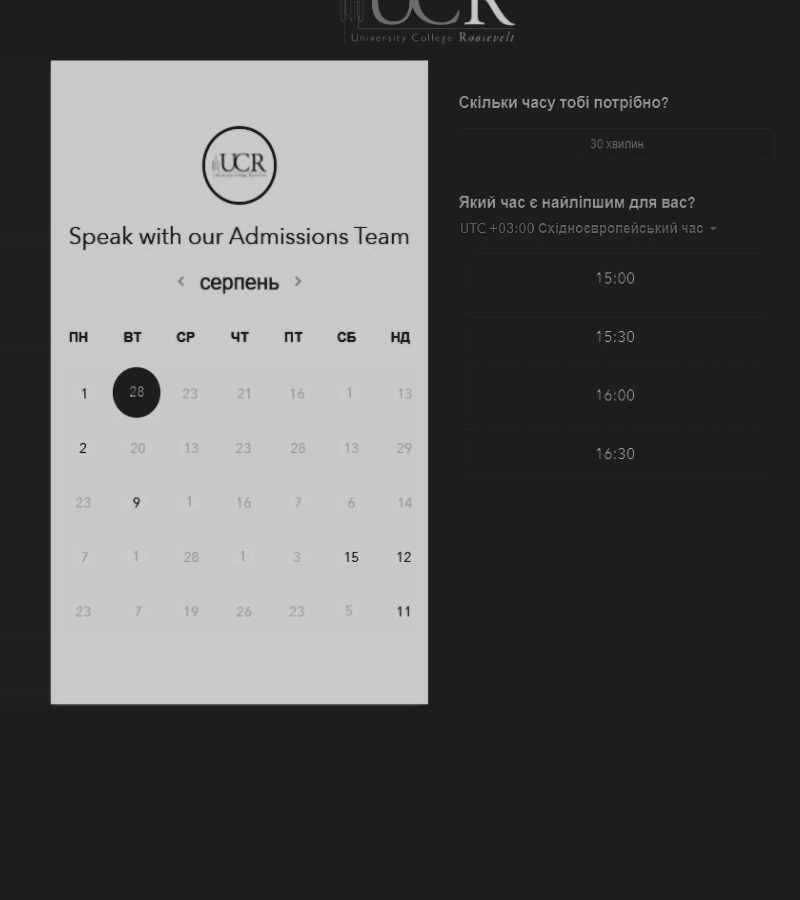 UCR
University College Roosevelt
UCR
University College Roosevelt
Speak with our Admissions Team
серпень
ПН ВТ СР ЧТ ПТ СБ НД
1 28 23 21 16 1 13
2 20 13 23 28 13 29
23 9 1 16 7 6 14
7 1 28 1 3 15 12
23 7 19 26 23 5 11
Скільки часу тобі потрібно?
30 хвилин
Який час є найліпшим для вас?
UTC +03:00 Східноєвропейський час
15:00
15:30
16:00
16:30